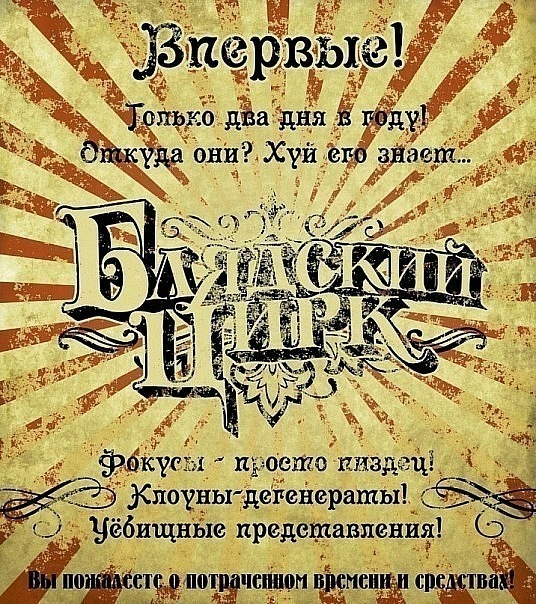 Впервые!
Только два дня в году!
Откуда они? Хуй его знает...
Блядский
Цирк
Фокусы - просто пиздец!
Клоуны-дегенераты!
Уёбищные представления!
Вы пожалеете о потраченном времени и средствах!